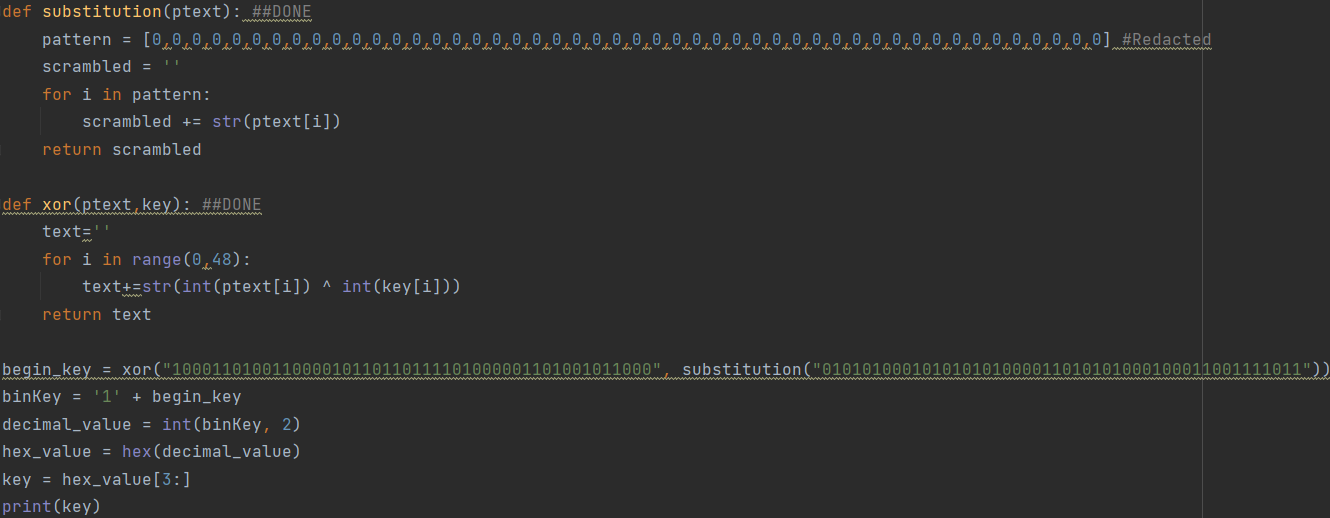 def substitution(ptext): ##DONE
    pattern = [0,0,0,0,0,0,0,0,0,0,0,0,0,0,0,0,0,0,0,0,0,0,0,0,0,0,0,0,0,0,0,0,0,0,0,0,0,0,0,0,0,0,0,0,0,0,0,0] #Redacted
    scrambled = ''
    for i in pattern:
        scrambled += str(ptext[i])
    return scrambled

def xor(ptext,key): ##DONE
    text=''
    for i in range(0,48):
        text+=str(int(ptext[i]) ^ int(key[i]))
    return text

begin_key = xor("100011010011000010110110111101000001101001011000", substitution("010101000101010101000011010101000100011001111011"))
binKey = '1' + begin_key
decimal_value = int(binKey, 2)
hex_value = hex(decimal_value)
key = hex_value[3:]
print(key)